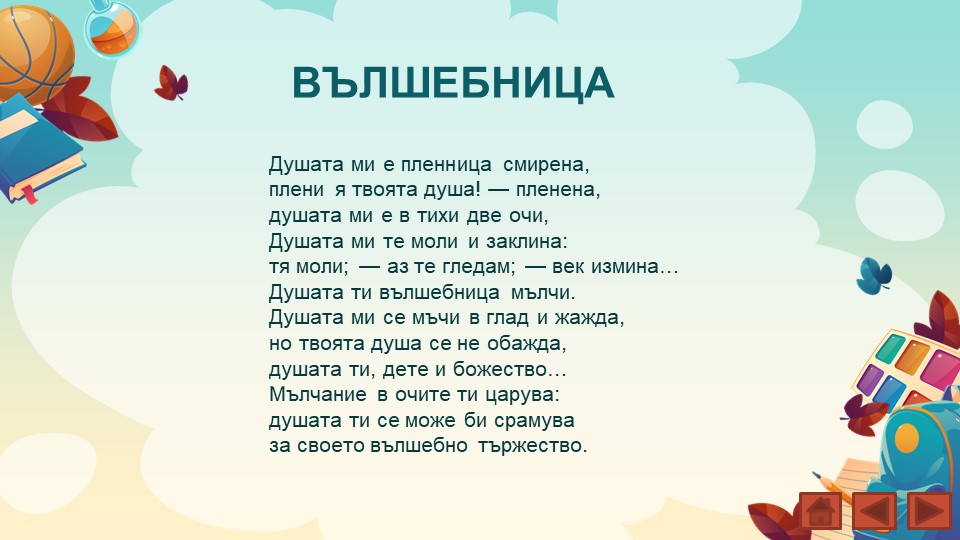 ВЪЛШЕБНИЦА
Душата ми е пленница смирена,
плени я твоята душа! — пленена,
душата ми е в тихи две очи,
Душата ми те моли и заклина:
тя моли; — аз те гледам; — век измина…
Душата ти вълшебница мълчи.
Душата ми се мъчи в глад и жажда,
но твоята душа се не обажда,
душата ти, дете и божество…
Мълчание в очите ти царува:
душата ти се може би срамува
за своето вълшебно тържество.